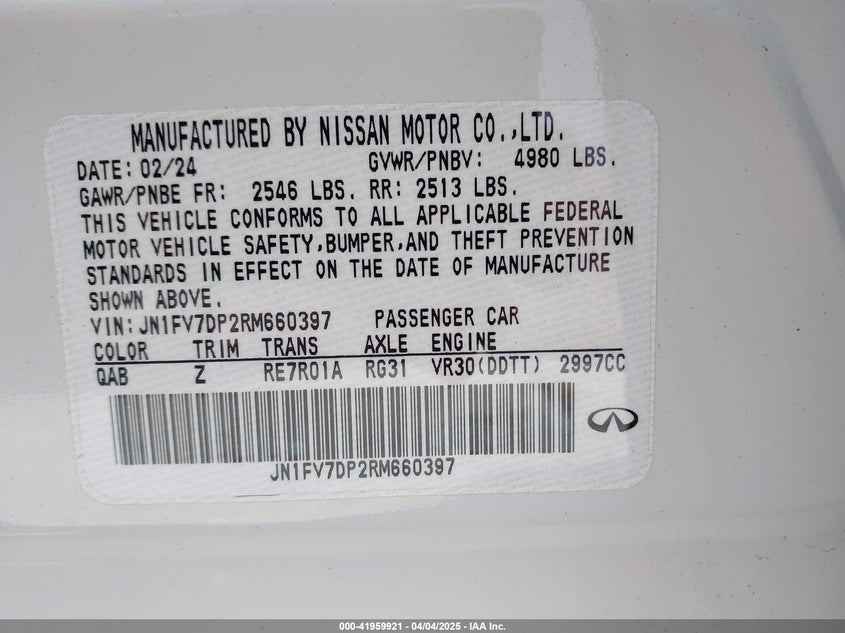 MANUFACTURED BY NISSAN MOTOR CO.,LTD.
DATE: 02/24 GVWR/PNBV: 4980 LBS.
GAWR/PNBE FR: 2546 LBS. RR: 2513 LBS.
THIS VEHICLE CONFORMS TO ALL APPLICABLE FEDERAL
MOTOR VEHICLE SAFETY,BUMPER,AND THEFT PREVENTION
STANDARDS IN EFFECT ON THE DATE OF MANUFACTURE
SHOWN ABOVE.
VIN:JN1FV7DP2RM660397 PASSENGER CAR
COLOR TRIM TRANS AXLE ENGINE
QAB Z RE7R01A RG31 VR30(DDTT) 2997CC
JN1FV7DP2RM660397
000-41959921 - 04/04/2025 - IAA Inc.